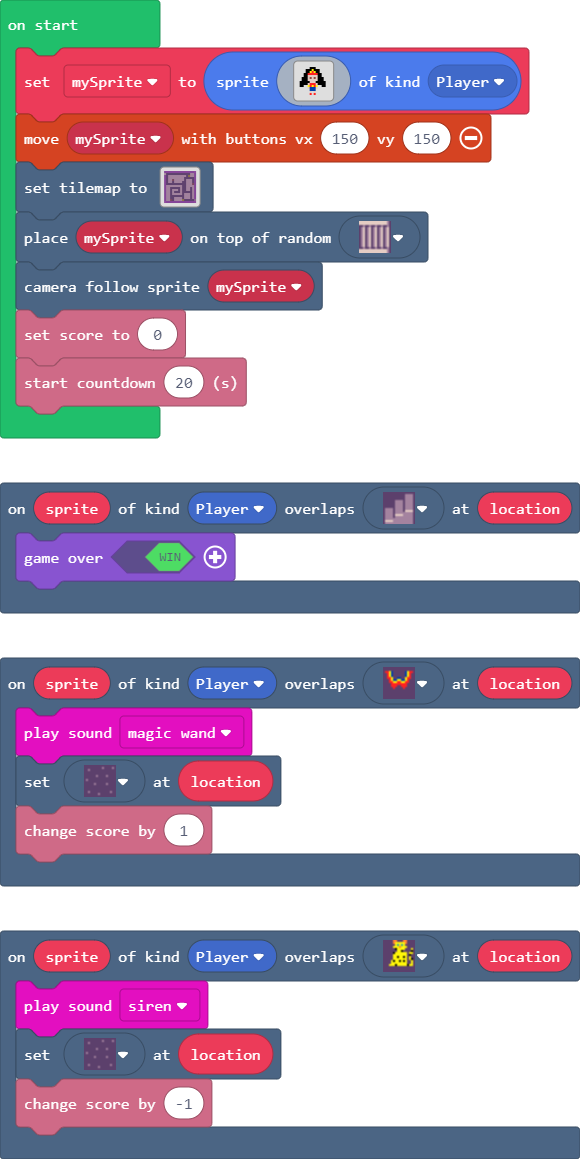 on start
set mySprite to sprite of kind Player
move mySprite with buttons vx 150 vy 150
set tilemap to
place mySprite on top of random
camera follow sprite mySprite
set score to 0
start countdown 20 (s)
on sprite of kind Player overlaps at location
game over WIN
on sprite of kind Player overlaps at location
play sound magic wand
set at location
change score by 1
on sprite of kind Player overlaps at location
play sound siren
set at location
change score by -1